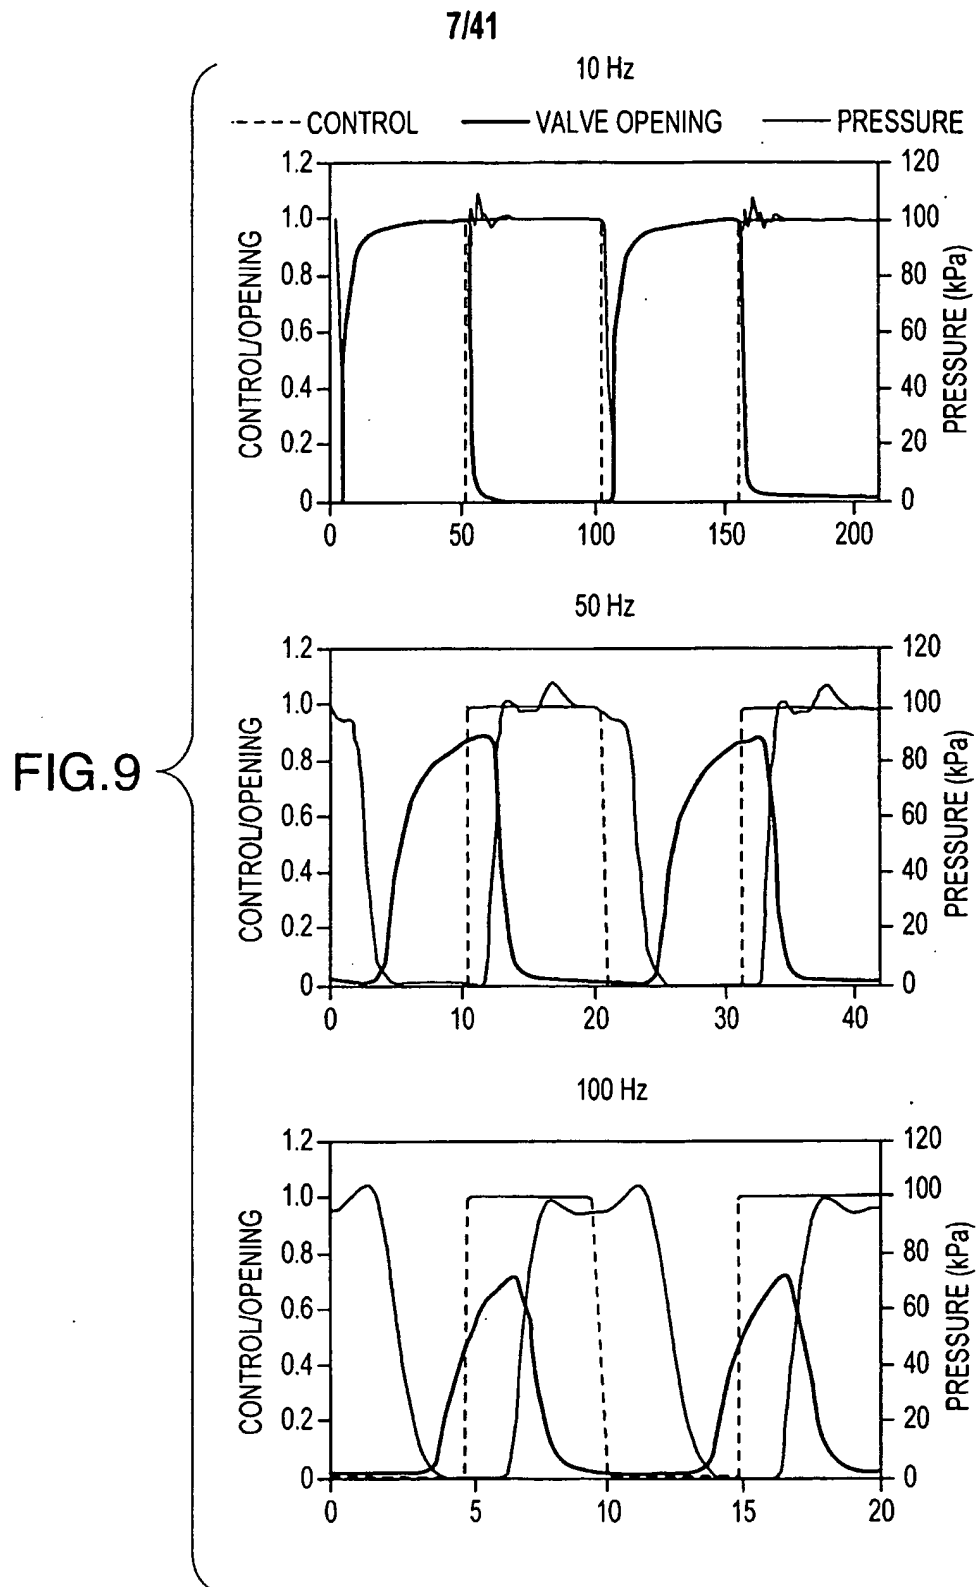 7/41
10 Hz
CONTROL VALVE OPENING PRESSURE
1.2 120
1.0 100
0.8 80
0.6 60
0.4 40
0.2 20
0 0
0 50 100 150 200
CONTROL/OPENING
PRESSURE (kPa)
50 Hz
1.2 120
1.0 100
0.8 80
0.6 60
0.4 40
0.2 20
0 0
0 10 20 30 40
CONTROL/OPENING
PRESSURE (kPa)
FIG.9
100 Hz
1.2 120
1.0 100
0.8 80
0.6 60
0.4 40
0.2 20
0 0
0 5 10 15 20
CONTROL/OPENING
PRESSURE (kPa)